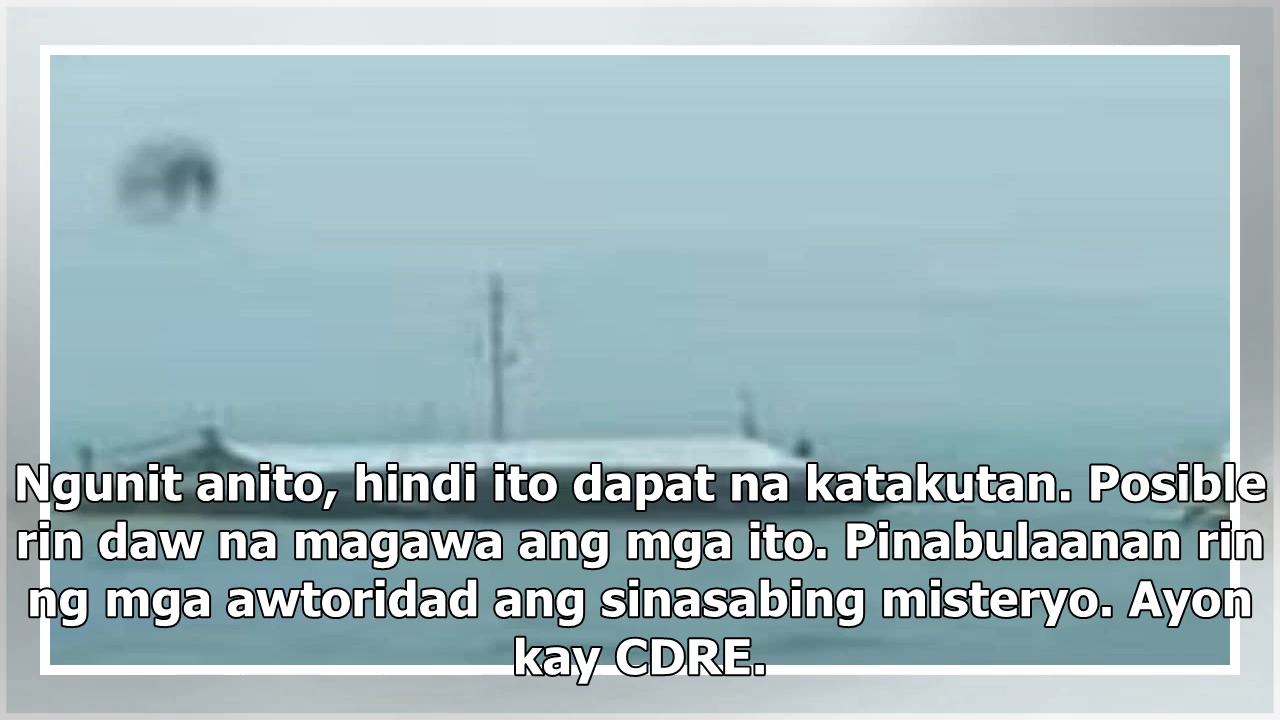 Ngunit anito, hindi ito dapat na katakutan. Posible
rin daw na magawa ang mga ito. Pinabulaanan rin
ng mga awtoridad ang sinasabing misteryo. Ayon
kay CDRE.